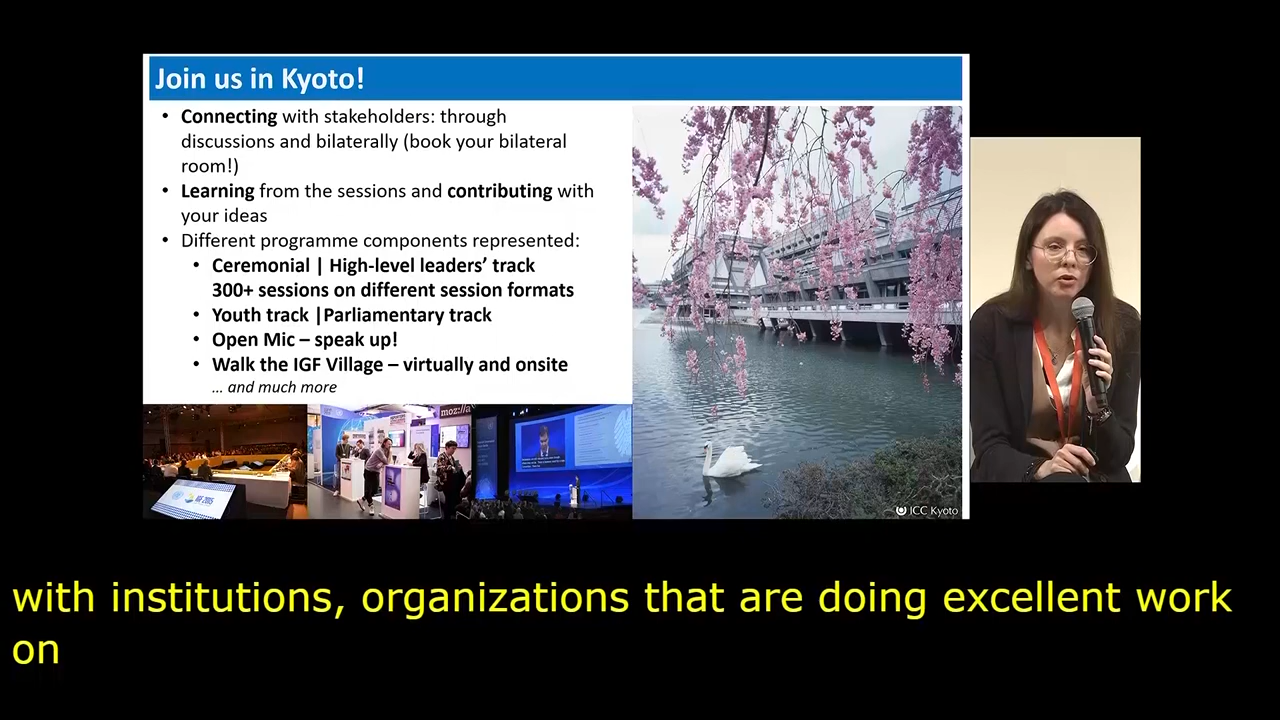 Join us in Kyoto!
• Connecting with stakeholders: through
discussions and bilaterally (book your bilateral
room!)
• Learning from the sessions and contributing with
your ideas
• Different programme components represented:
• Ceremonial | High-level leaders’ track
300+ sessions on different session formats
• Youth track |Parliamentary track
• Open Mic – speak up!
• Walk the IGF Village – virtually and onsite
... and much more
moz://a
IGF 2015
ICC Kyoto
with institutions, organizations that are doing excellent work
on